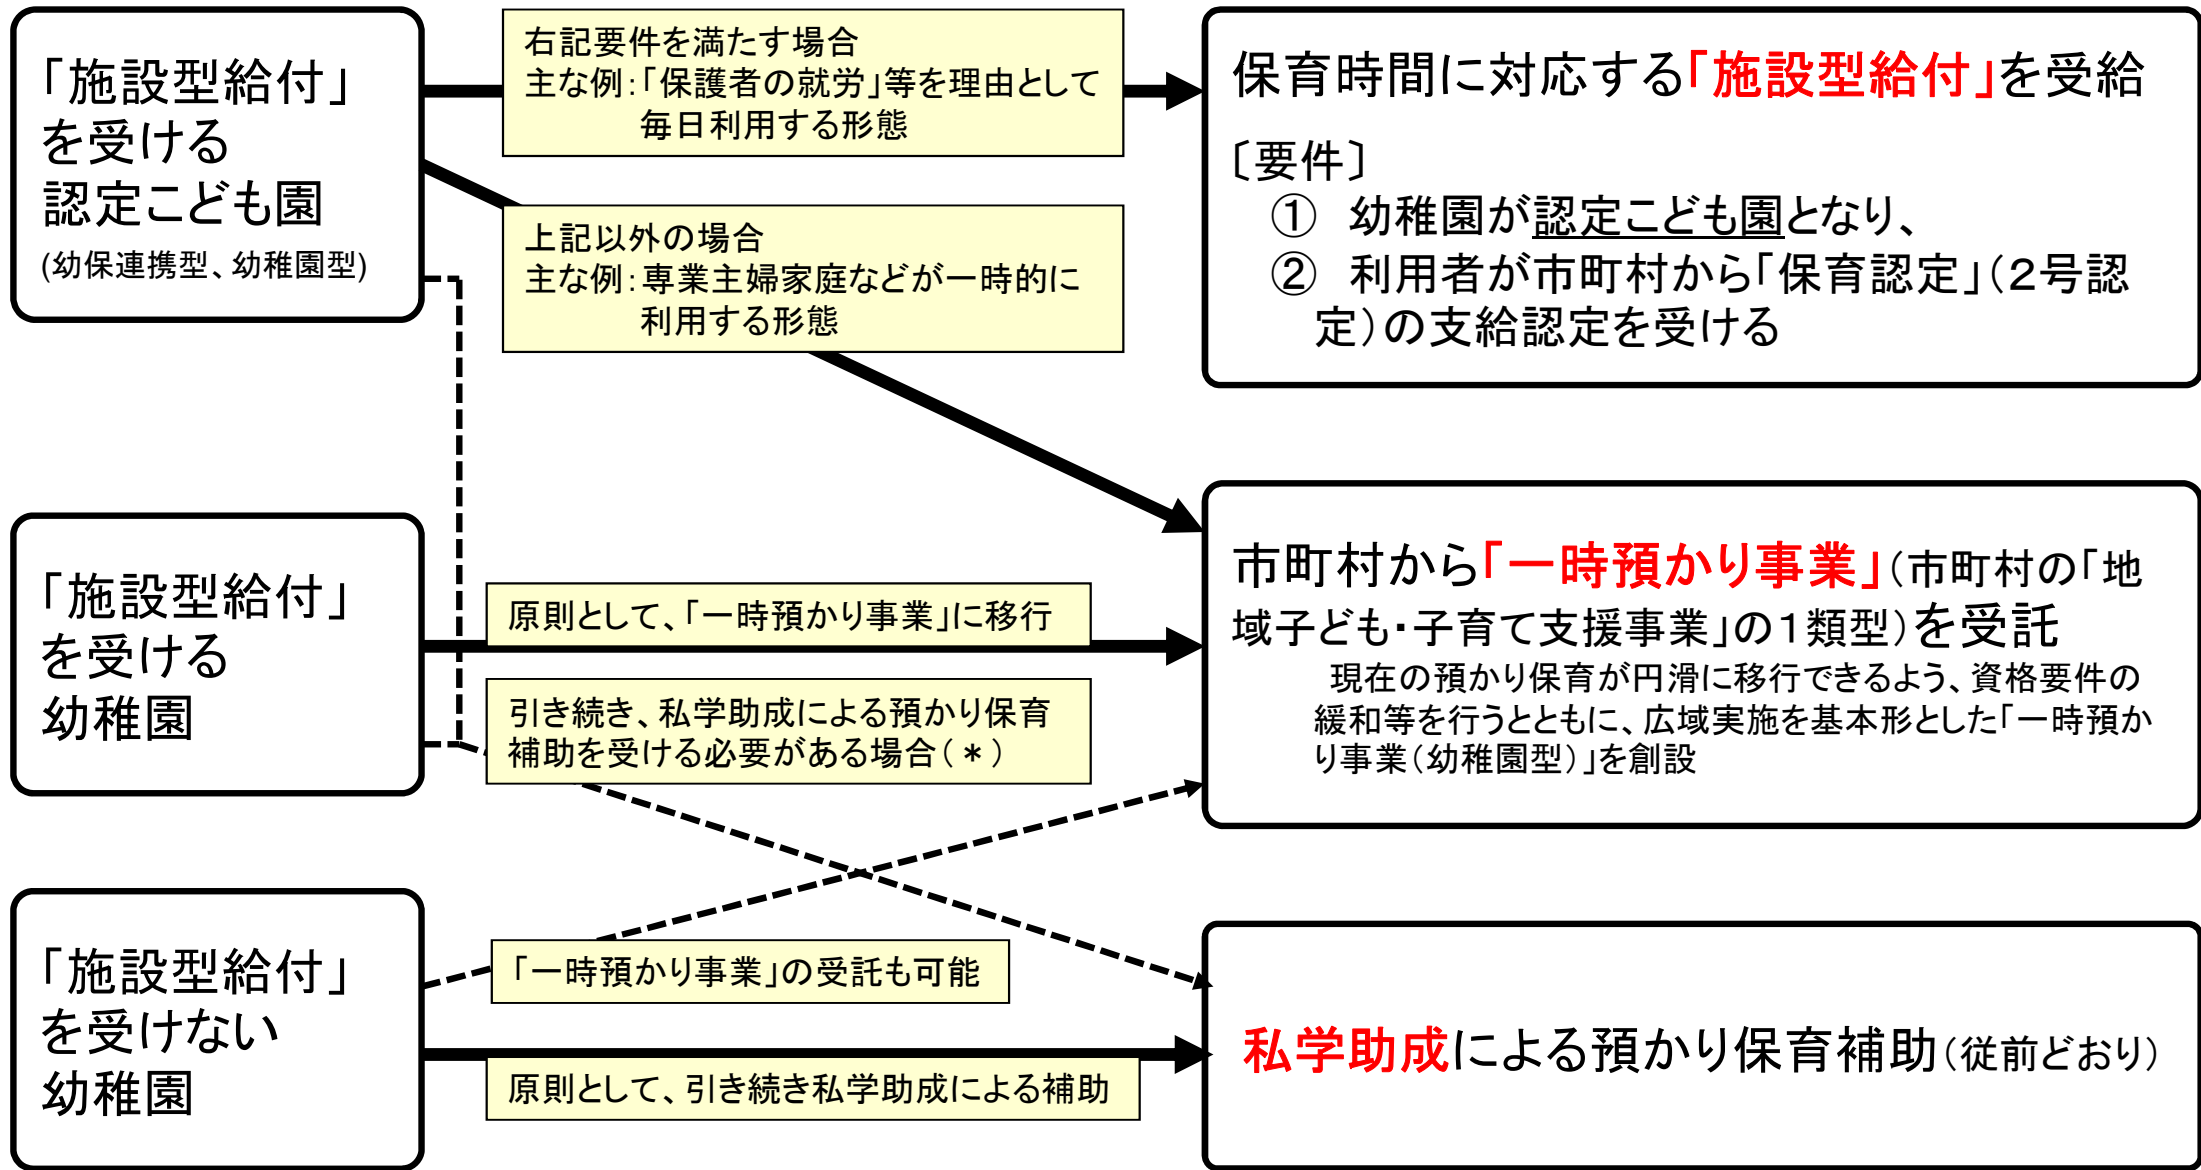 「施設型給付」
を受ける
認定こども園
(幼保連携型、幼稚園型)
右記要件を満たす場合
主な例：「保護者の就労」等を理由として
毎日利用する形態
上記以外の場合
主な例：専業主婦家庭などが一時的に
利用する形態
保育時間に対応する「施設型給付」を受給
〔要件〕
①　幼稚園が認定こども園となり、
②　利用者が市町村から「保育認定」（２号認
定）の支給認定を受ける
「施設型給付」
を受ける
幼稚園
原則として、「一時預かり事業」に移行
引き続き、私学助成による預かり保育
補助を受ける必要がある場合（＊）
市町村から「一時預かり事業」（市町村の「地
域子ども・子育て支援事業」の１類型）を受託
現在の預かり保育が円滑に移行できるよう、資格要件の
緩和等を行うとともに、広域実施を基本形とした「一時預か
り事業（幼稚園型）」を創設
「施設型給付」
を受けない
幼稚園
「一時預かり事業」の受託も可能
原則として、引き続き私学助成による補助
私学助成による預かり保育補助（従前どおり）